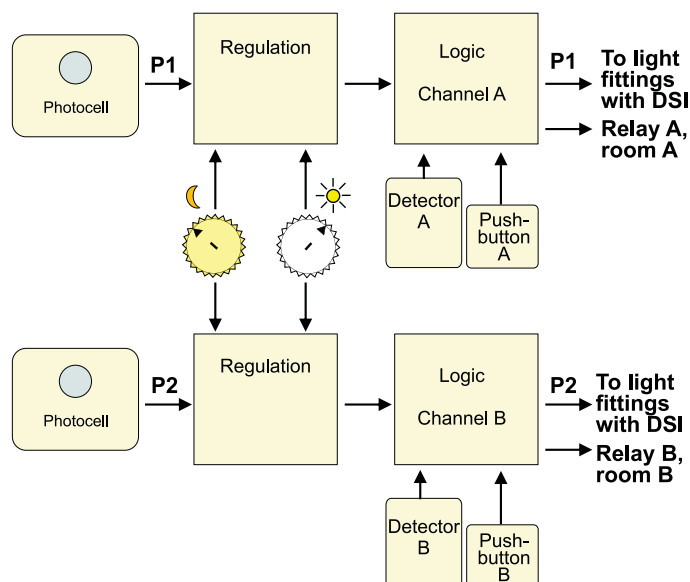 Photocell
P1
Regulation
Logic
Channel A
P1
To light
fittings
with DSI
Relay A,
room A
Detector
A
Push-
button
A
Photocell
P2
Regulation
Logic
Channel B
P2
To light
fittings
with DSI
Relay B,
room B
Detector
B
Push-
button
B